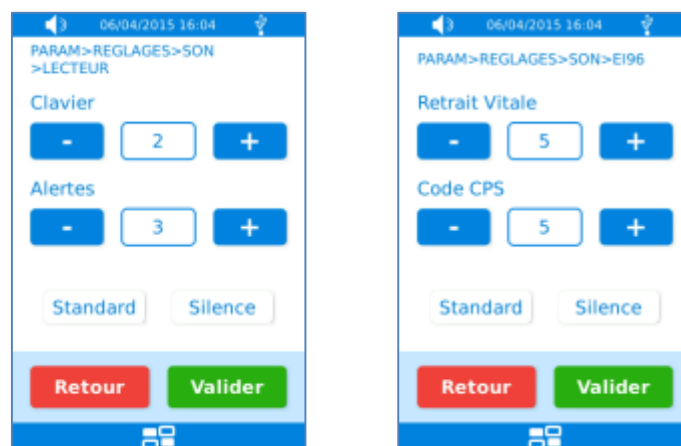 06/04/2015 16:04
PARAM>REGLAGES>SON
>LECTEUR
Clavier
- 2 +
Alertes
- 3 +
Standard Silence
Retour Valider
06/04/2015 16:04
PARAM>REGLAGES>SON>EI96
Retrait Vitale
- 5 +
Code CPS
- 5 +
Standard Silence
Retour Valider